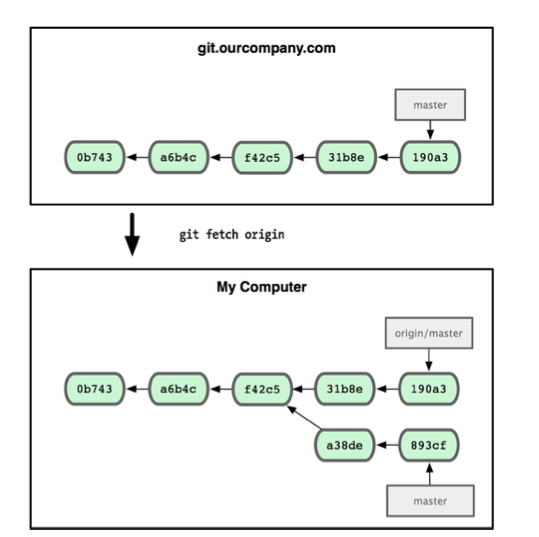 git.ourcompany.com
master
0b743 a6b4c f42c5 31b8e 190a3
git fetch origin
My Computer
origin/master
0b743 a6b4c f42c5 31b8e 190a3
a38de 893cf
master